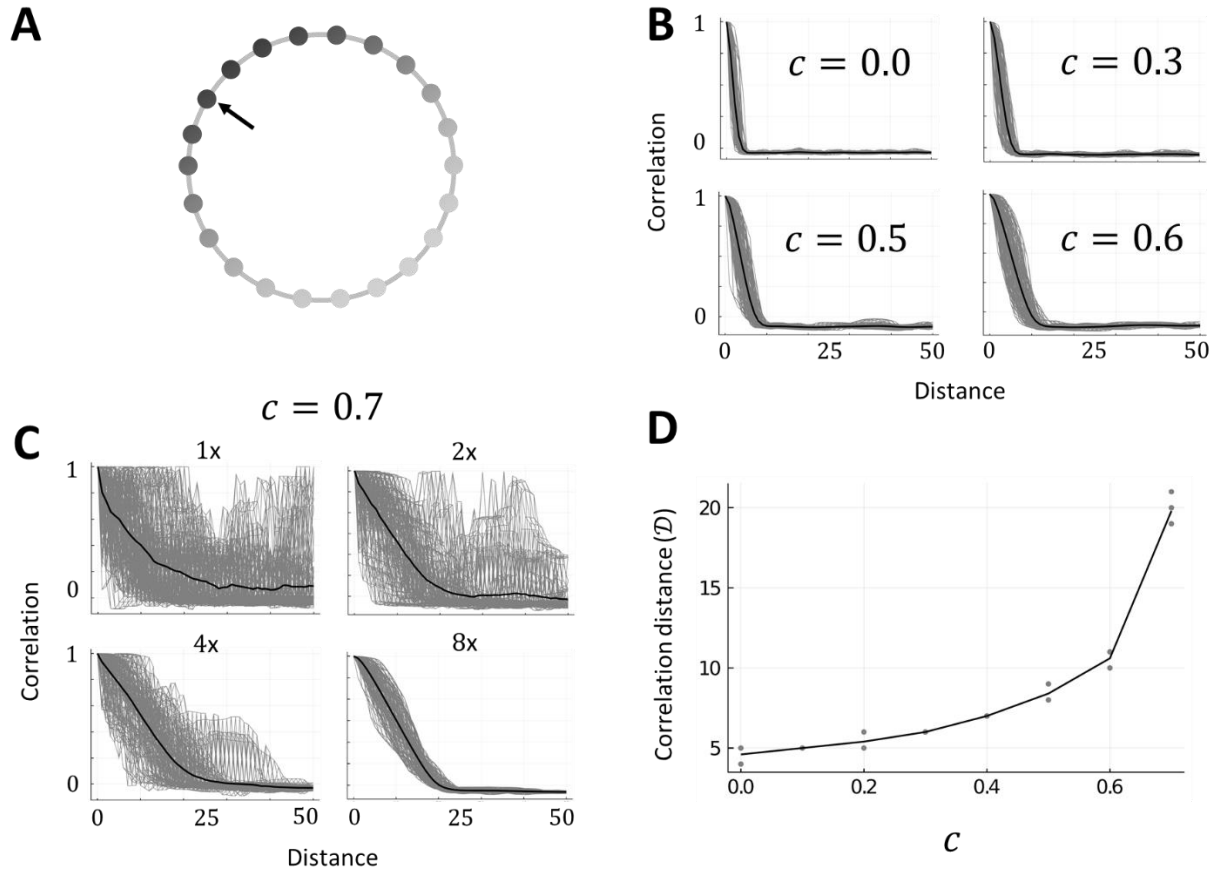 A
B
1
c = 0.0
c = 0.3
0
Correlation
1
c = 0.5
c = 0.6
0
0
25
50
0
25
50
Distance
c = 0.7
C
1x
2x
1
0
Correlation
4x
8x
1
0
0
25
50
0
25
50
Distance
D
Correlation distance (𝒟)
20
15
10
5
0.0
0.2
0.4
0.6
c